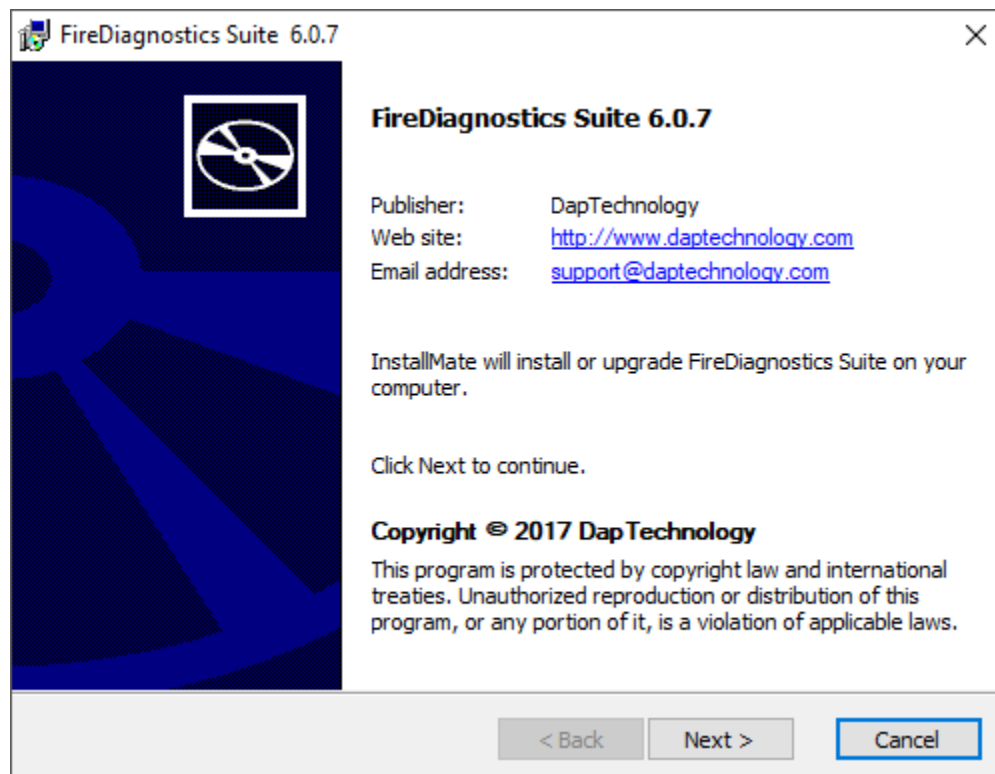 FireDiagnostics Suite 6.0.7
FireDiagnostics Suite 6.0.7
Publisher: DapTechnology
Web site: http://www.daptechnology.com
Email address: support@daptechnology.com
InstallMate will install or upgrade FireDiagnostics Suite on your
computer.
Click Next to continue.
Copyright © 2017 DapTechnology
This program is protected by copyright law and international
treaties. Unauthorized reproduction or distribution of this
program, or any portion of it, is a violation of applicable laws.
< Back Next > Cancel